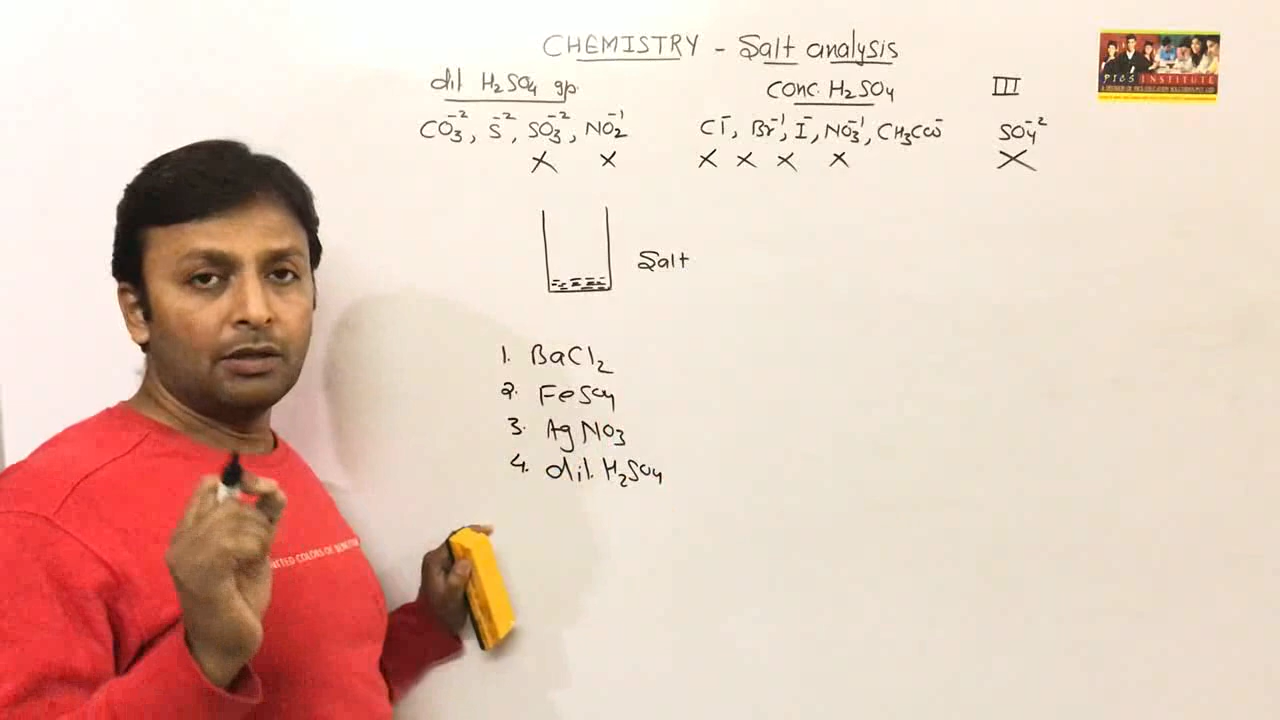 CHEMISTRY - Salt analysis
dil H₂SO₄ gp. conc. H₂SO₄ III
CO₃⁻², S⁻², SO₃⁻², NO₂⁻¹ Cl⁻, Br⁻¹, I⁻, NO₃⁻¹, CH₃COO⁻ SO₄⁻²
X X X X X X X
Salt
1. BaCl₂
2. FeSO₄
3. AgNO₃
4. dil. H₂SO₄
PICS INSTITUTE